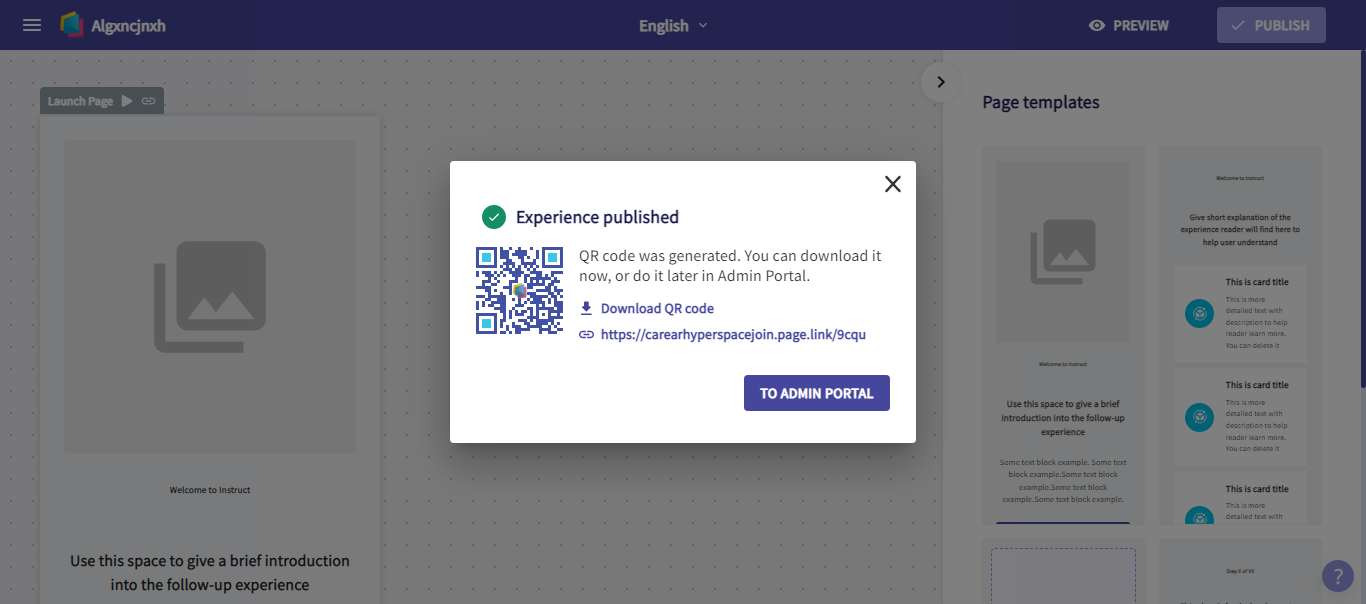 Algxncjnxh
English
PREVIEW
PUBLISH
Launch Page
Welcome to Instruct
Use this space to give a brief introduction
into the follow-up experience
Experience published
QR code was generated. You can download it
now, or do it later in Admin Portal.
Download QR code
https://carearhyperspacejoin.page.link/9cqu
TO ADMIN PORTAL
Page templates
Welcome to Instruct
Use this space to give a brief
introduction into the follow-up
experience
Some text block example. Some text
block example.Some text block
example.Some text block
example.Some text block example.
Welcome to Instruct
Give short explanation of the
experience reader will find here to
help user understand
This is card title
This is more
detailed text with
description to help
reader learn more.
You can delete it
This is card title
This is more
detailed text with
description to help
reader learn more.
You can delete it
This is card title
This is more
detailed text with
Step X of XX
?